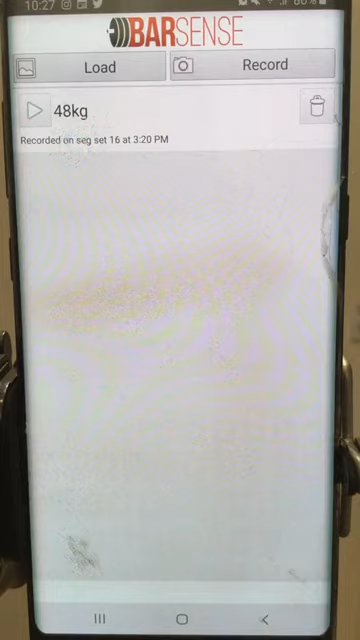 10:27
BARSENSE
Load
Record
48kg
Recorded on seg set 16 at 3:20 PM